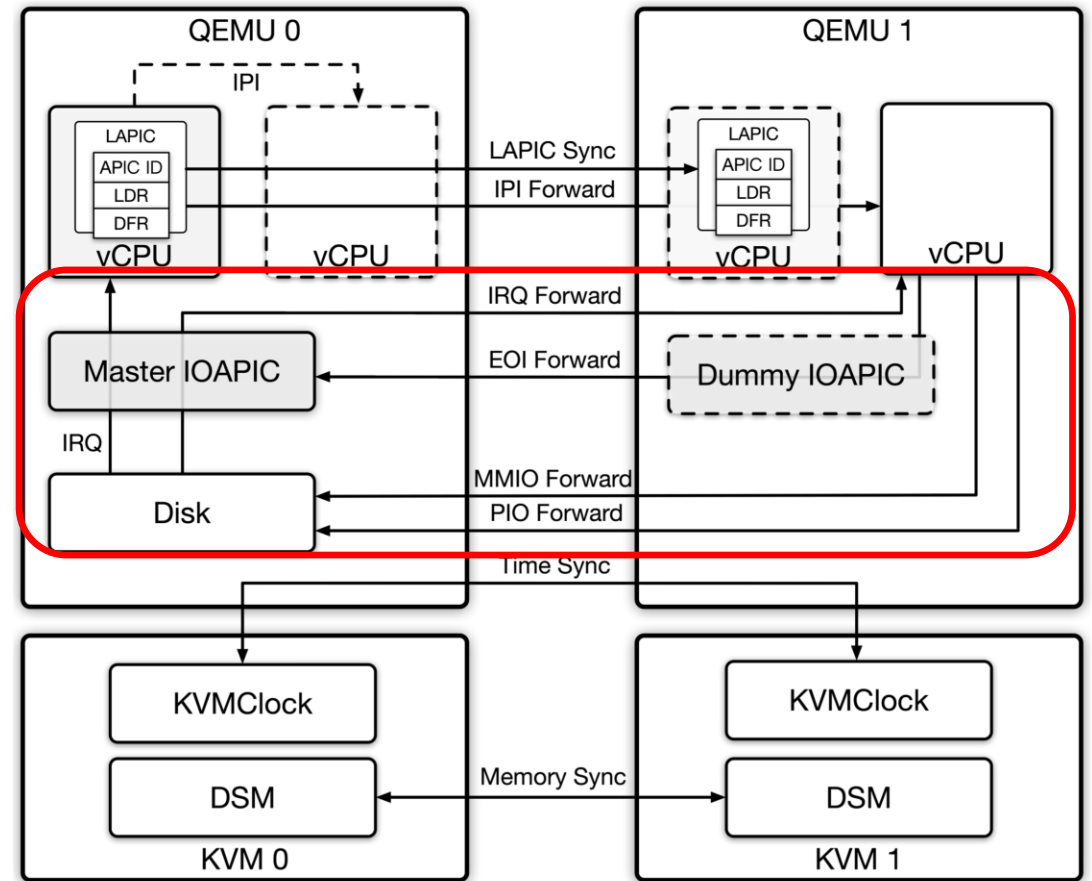 QEMU 0
QEMU 1
IPI
LAPIC
APIC ID
LDR
DFR
vCPU
vCPU
LAPIC Sync
IPI Forward
LAPIC
APIC ID
LDR
DFR
vCPU
vCPU
IRQ Forward
Master IOAPIC
EOI Forward
Dummy IOAPIC
IRQ
Disk
MMIO Forward
PIO Forward
Time Sync
KVMClock
KVMClock
DSM
Memory Sync
DSM
KVM 0
KVM 1